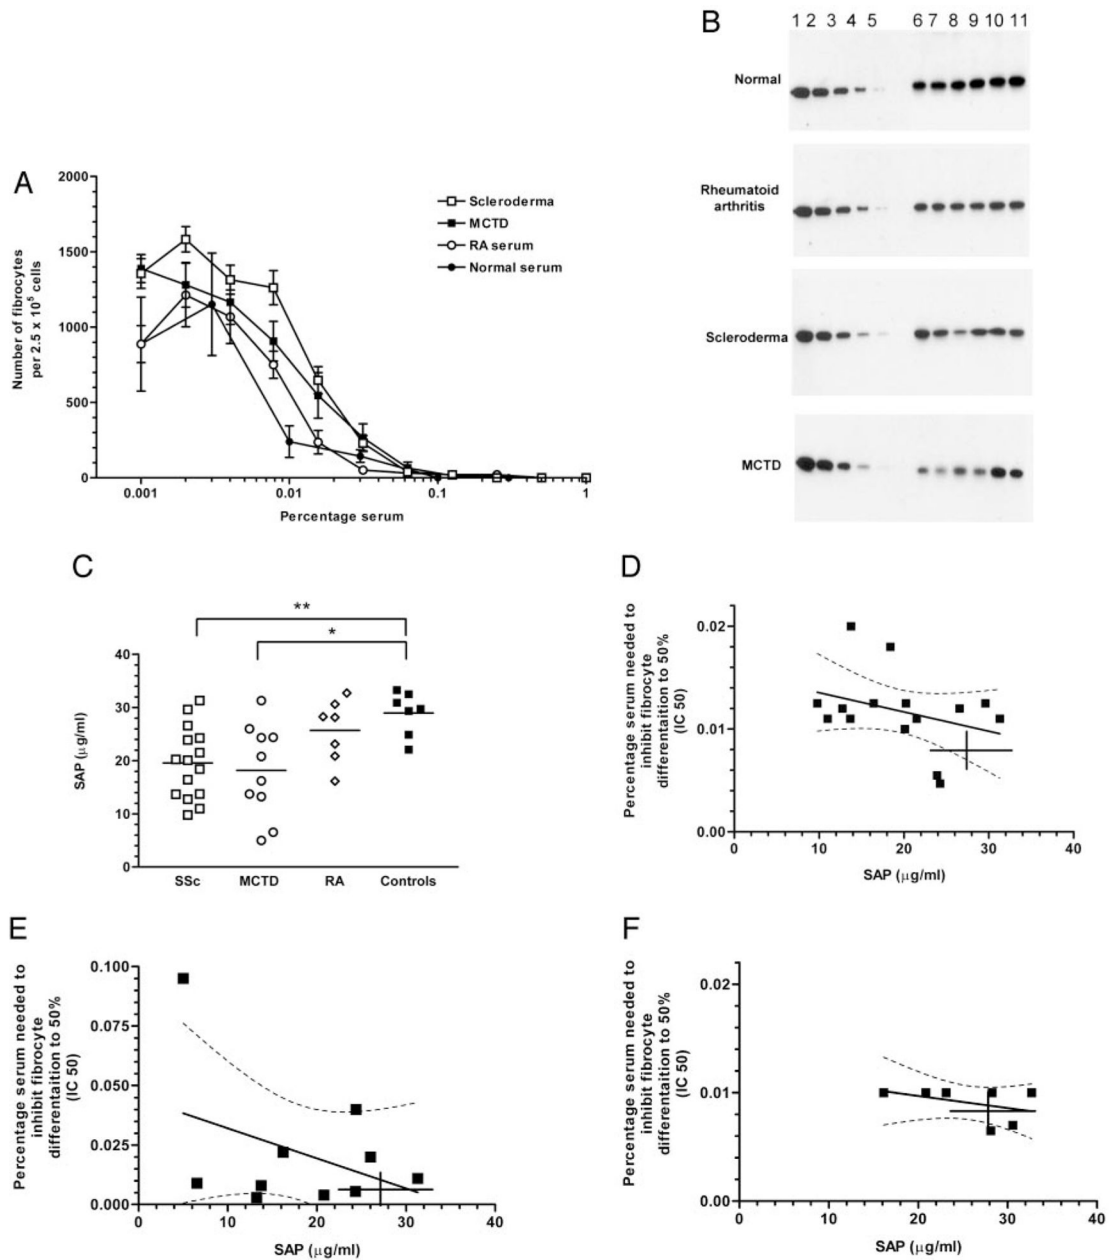 A
Number of fibrocytes
per 2.5 x 10⁵ cells
2000
1500
1000
500
0
0.001
0.01
0.1
1
Percentage serum
Scleroderma
MCTD
RA serum
Normal serum
B
1 2 3 4 5 6 7 8 9 10 11
Normal
Rheumatoid
arthritis
Scleroderma
MCTD
C
**
*
SAP (µg/ml)
40
30
20
10
0
SSc MCTD RA Controls
D
Percentage serum needed to
inhibit fibrocyte
differentaition to 50%
(IC 50)
0.02
0.01
0.00
0 10 20 30 40
SAP (µg/ml)
E
Percentage serum needed to
inhibit fibrocyte
differentaition to 50%
(IC 50)
0.100
0.075
0.050
0.025
0.000
0 10 20 30 40
SAP (µg/ml)
F
Percentage serum needed to
inhibit fibrocyte
differentaition to 50%
(IC 50)
0.02
0.01
0.00
0 10 20 30 40
SAP (µg/ml)